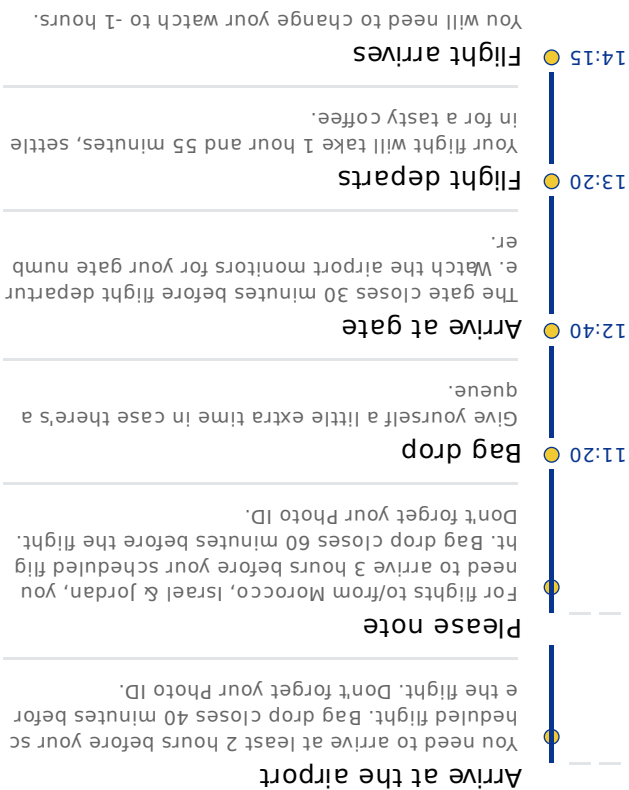 Arrive at the airport
You need to arrive at least 2 hours before your sc
heduled flight. Bag drop closes 40 minutes befor
e the flight. Don't forget your Photo ID.
Please note
For flights to/from Morocco, Israel & Jordan, you
need to arrive 3 hours before your scheduled flig
ht. Bag drop closes 60 minutes before the flight.
Don't forget your Photo ID.
11:20
Bag drop
Give yourself a little extra time in case there's a
queue.
12:40
Arrive at gate
The gate closes 30 minutes before flight departur
e. Watch the airport monitors for your gate numb
er.
13:20
Flight departs
Your flight will take 1 hour and 55 minutes, settle
in for a tasty coffee.
14:15
Flight arrives
You will need to change your watch to -1 hours.